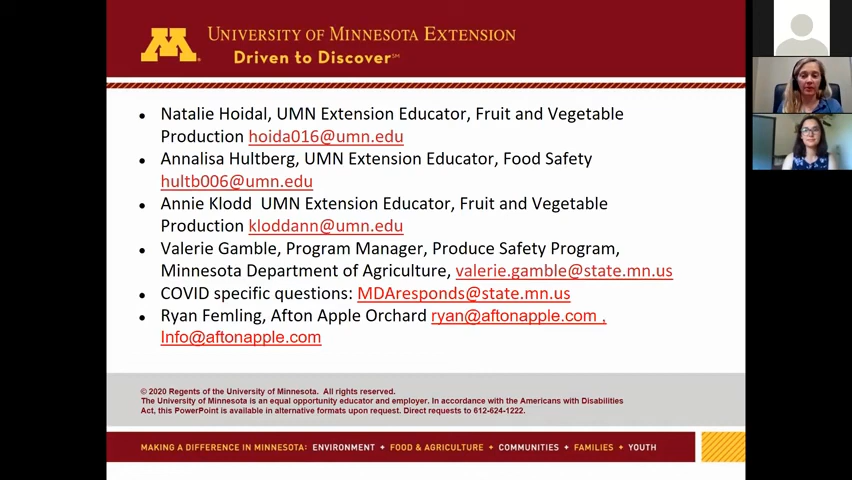 UNIVERSITY OF MINNESOTA EXTENSION
Driven to Discover℠
• Natalie Hoidal, UMN Extension Educator, Fruit and Vegetable
Production hoida016@umn.edu
• Annalisa Hultberg, UMN Extension Educator, Food Safety
hultb006@umn.edu
• Annie Klodd UMN Extension Educator, Fruit and Vegetable
Production kloddann@umn.edu
• Valerie Gamble, Program Manager, Produce Safety Program,
Minnesota Department of Agriculture, valerie.gamble@state.mn.us
• COVID specific questions: MDAresponds@state.mn.us
• Ryan Femling, Afton Apple Orchard ryan@aftonapple.com ,
Info@aftonapple.com
© 2020 Regents of the University of Minnesota. All rights reserved.
The University of Minnesota is an equal opportunity educator and employer. In accordance with the Americans with Disabilities
Act, this PowerPoint is available in alternative formats upon request. Direct requests to 612-624-1222.
MAKING A DIFFERENCE IN MINNESOTA: ENVIRONMENT + FOOD & AGRICULTURE + COMMUNITIES + FAMILIES + YOUTH